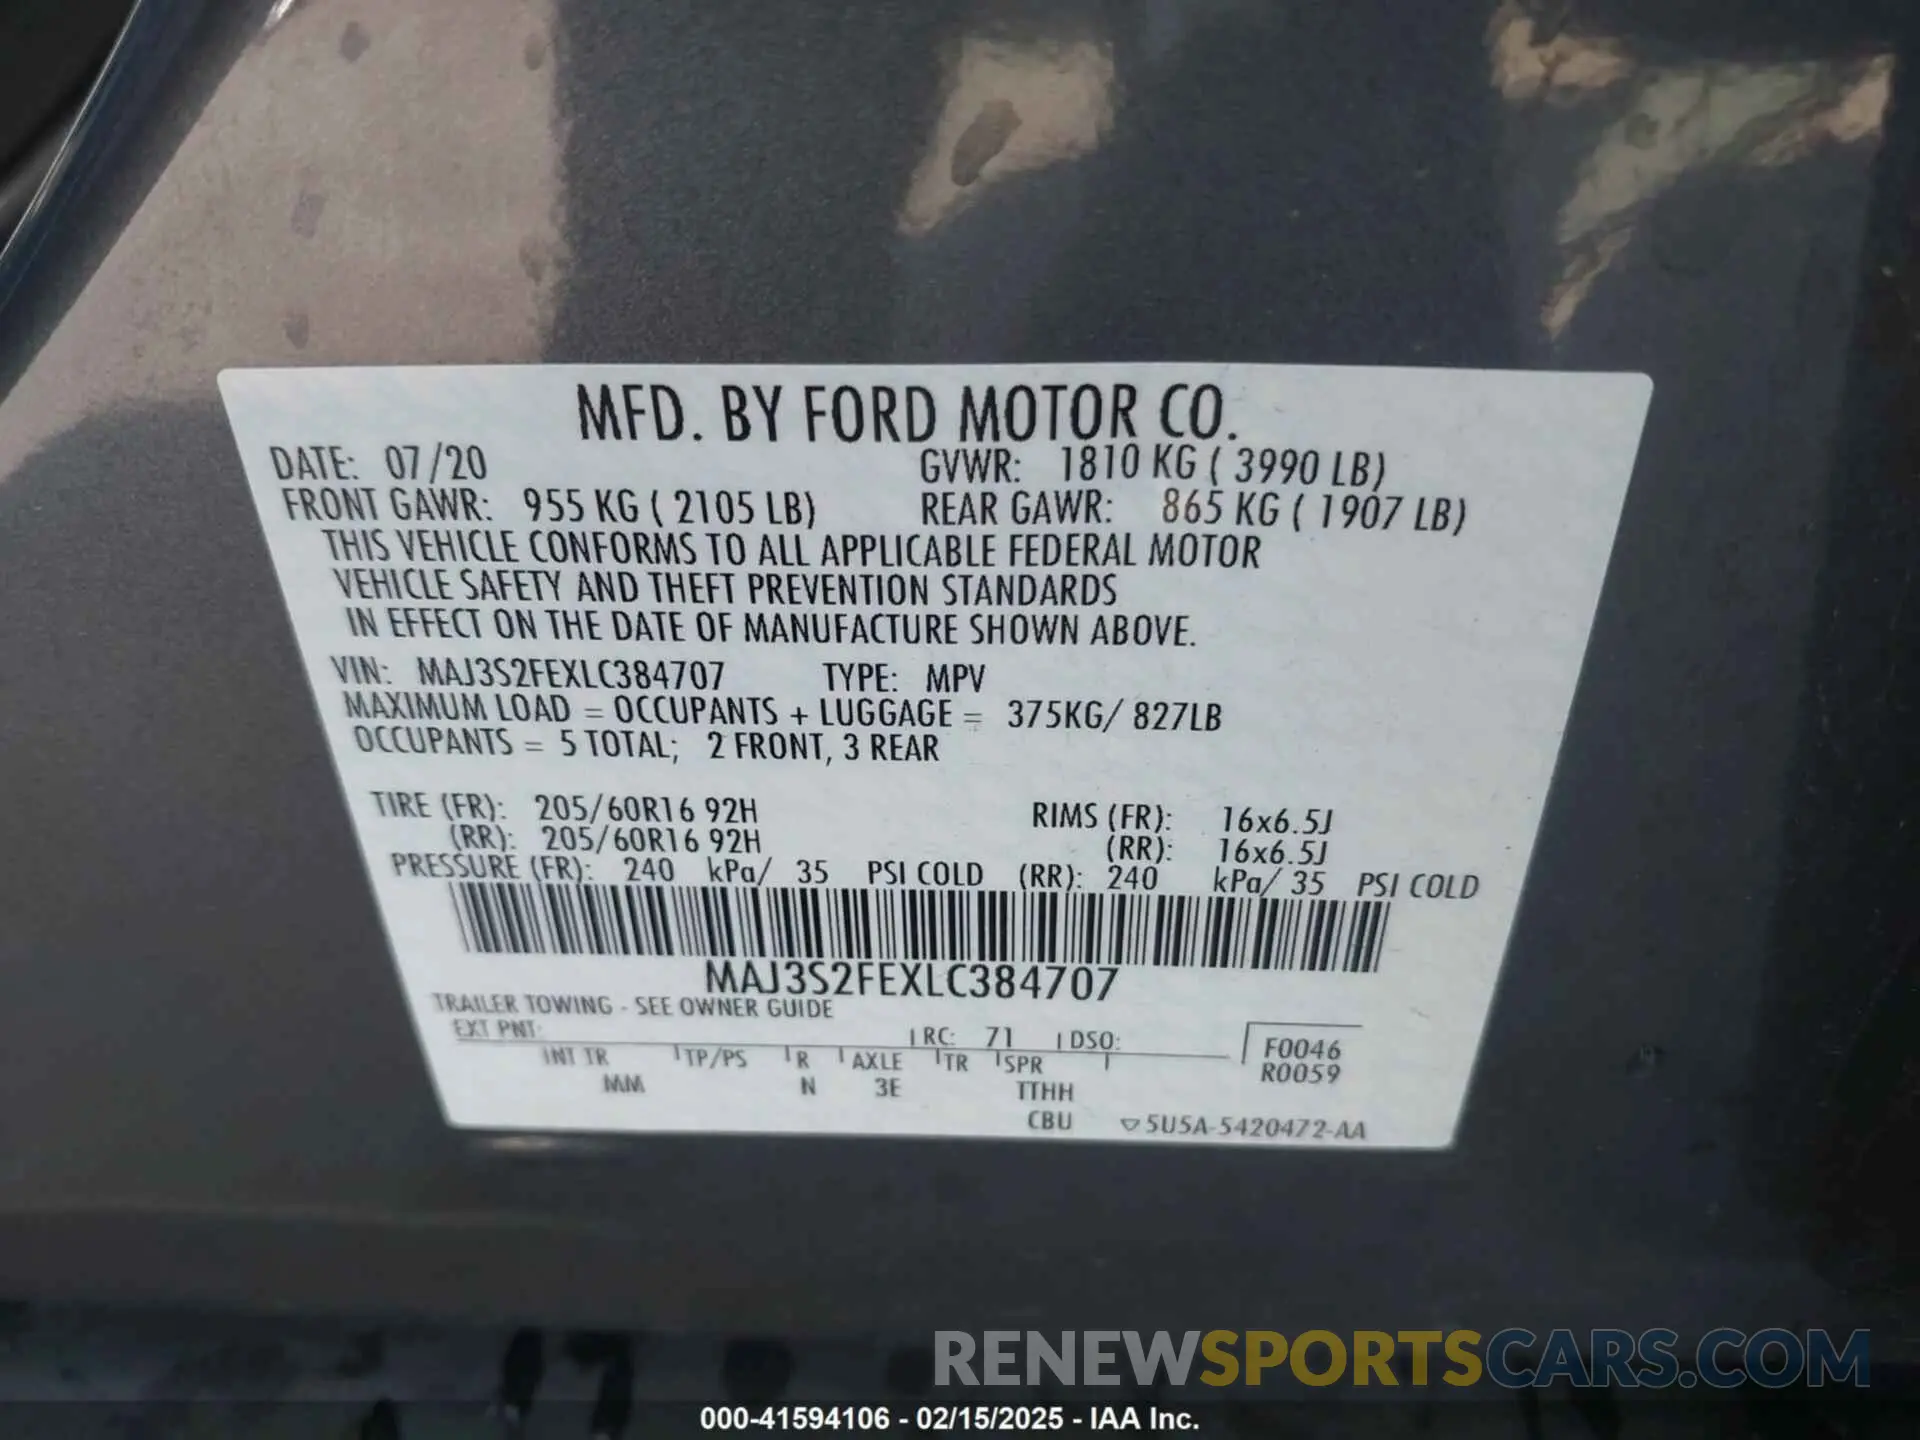 MFD. BY FORD MOTOR CO.
DATE: 07/20 GVWR: 1810 KG ( 3990 LB)
FRONT GAWR: 955 KG ( 2105 LB) REAR GAWR: 865 KG ( 1907 LB)
THIS VEHICLE CONFORMS TO ALL APPLICABLE FEDERAL MOTOR
VEHICLE SAFETY AND THEFT PREVENTION STANDARDS
IN EFFECT ON THE DATE OF MANUFACTURE SHOWN ABOVE.
VIN: MAJ3S2FEXLC384707 TYPE: MPV
MAXIMUM LOAD = OCCUPANTS + LUGGAGE = 375KG/ 827LB
OCCUPANTS = 5 TOTAL; 2 FRONT, 3 REAR
TIRE (FR): 205/60R16 92H RIMS (FR): 16x6.5J
(RR): 205/60R16 92H (RR): 16x6.5J
PRESSURE (FR): 240 kPa/ 35 PSI COLD (RR): 240 kPa/ 35 PSI COLD
MAJ3S2FEXLC384707
TRAILER TOWING - SEE OWNER GUIDE
EXT PNT: RC: 71 DSO: F0046
INT TR TP/PS R AXLE TR SPR R0059
MM N 3E TTHH
CBU ▽5U5A-5420472-AA
RENEWSPORTSCARS.COM
000-41594106 - 02/15/2025 - IAA Inc.